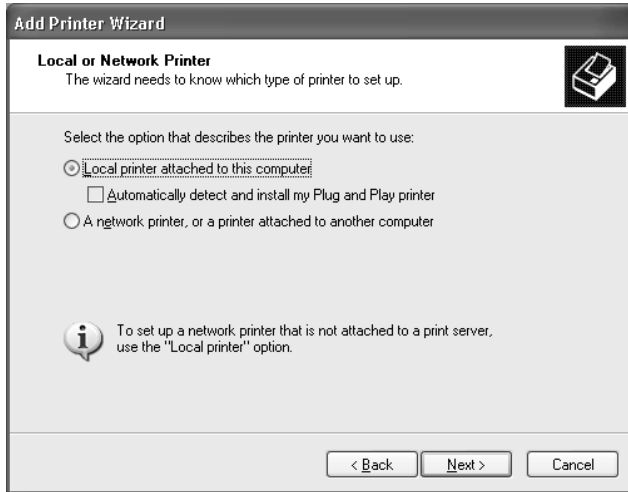 Add Printer Wizard
Local or Network Printer
The wizard needs to know which type of printer to set up.
Select the option that describes the printer you want to use:
Local printer attached to this computer
Automatically detect and install my Plug and Play printer
A network printer, or a printer attached to another computer
To set up a network printer that is not attached to a print server,
use the "Local printer" option.
< Back
Next >
Cancel